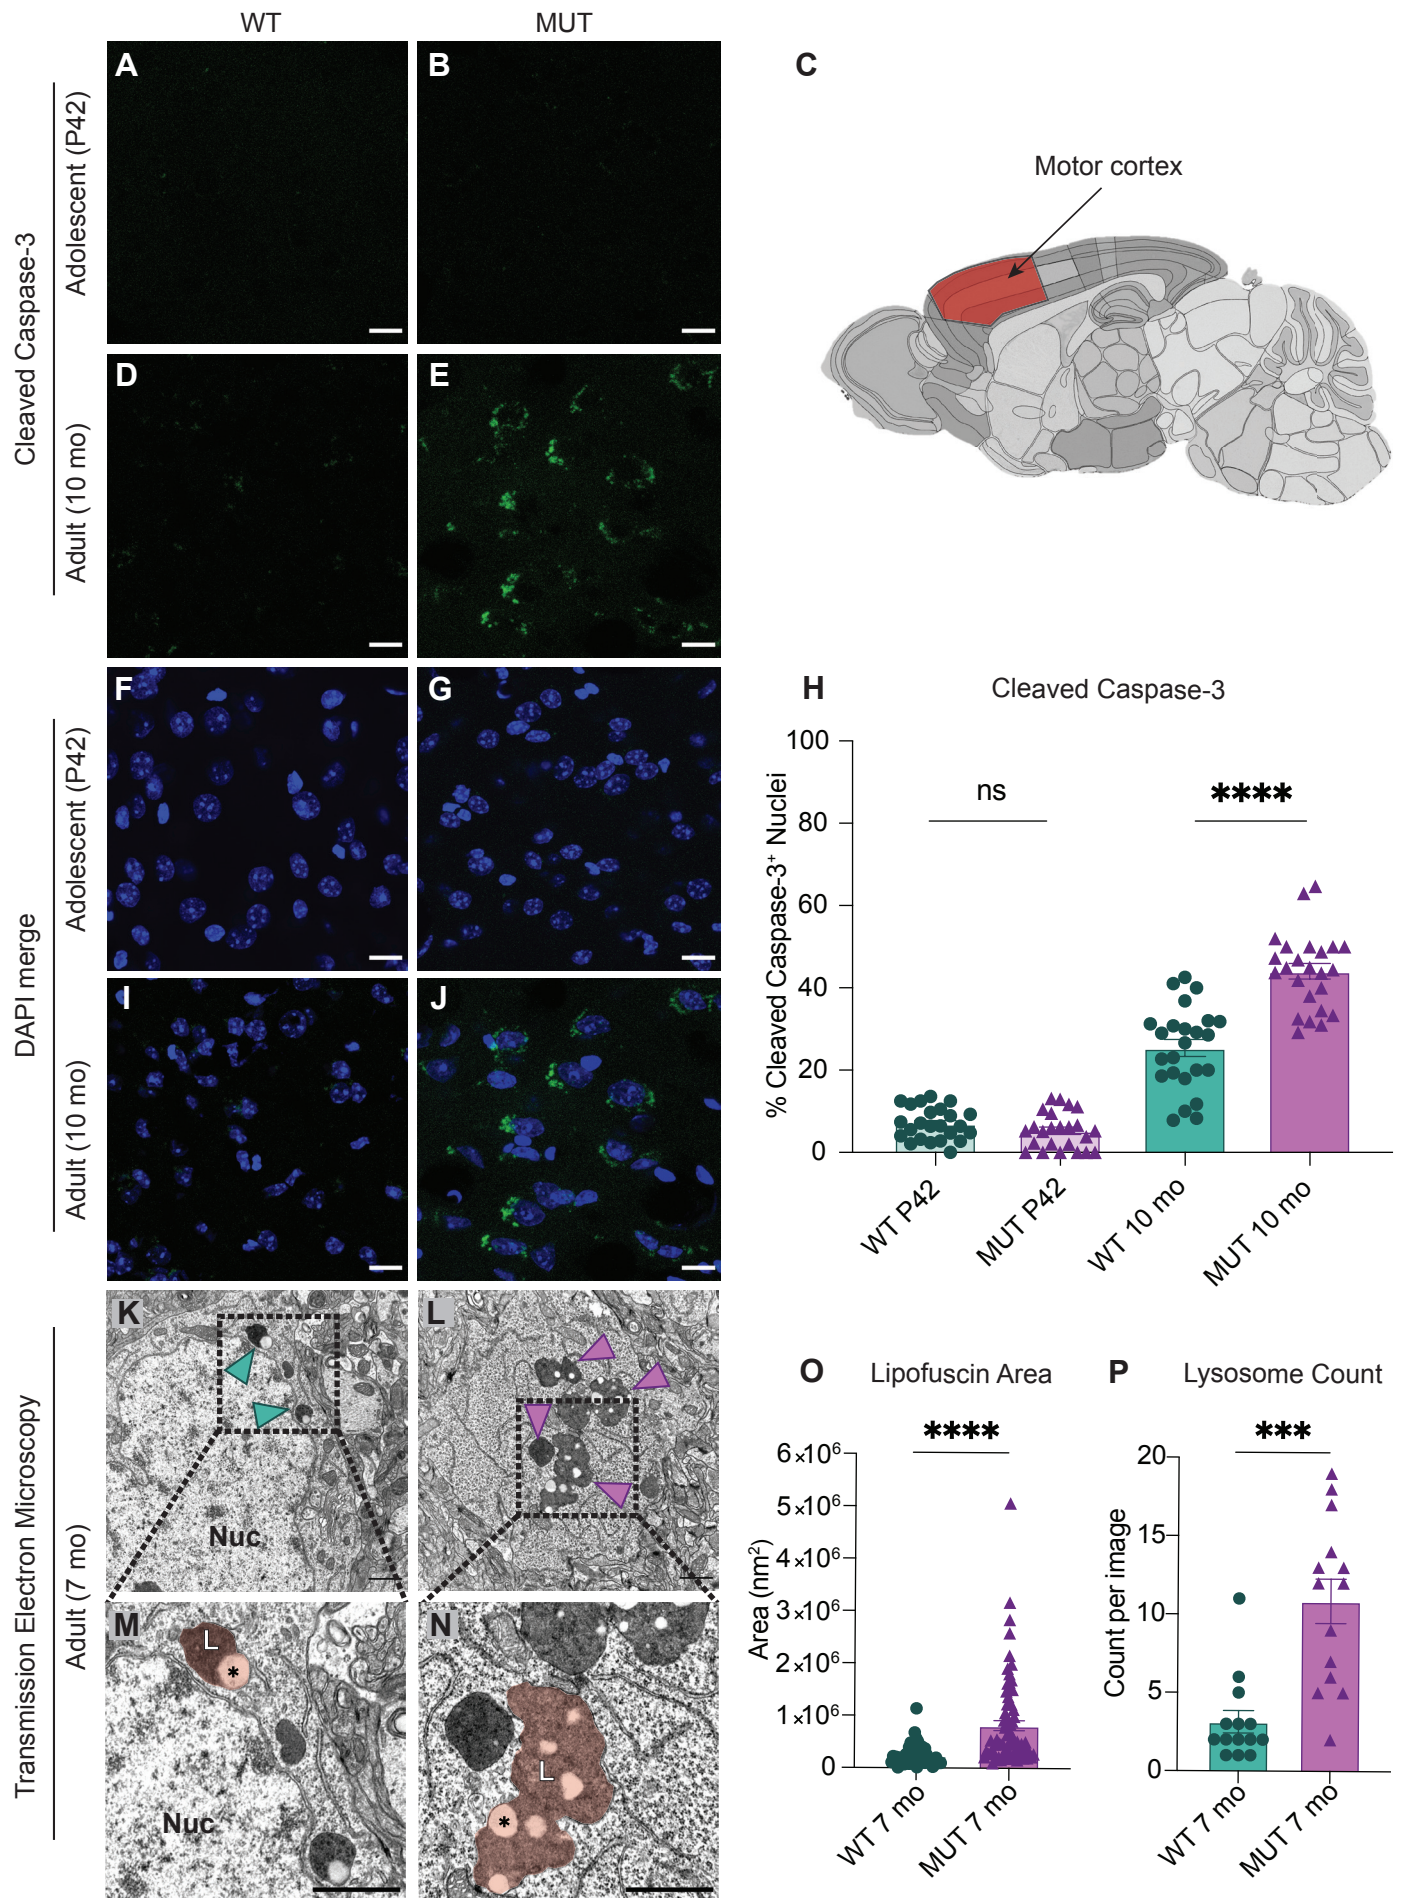 WT
MUT
Cleaved Caspase-3
Adolescent (P42)
Adult (10 mo)
A
B
C
Motor cortex
D
E
DAPI merge
Adolescent (P42)
Adult (10 mo)
F
G
H
Cleaved Caspase-3
% Cleaved Caspase-3⁺ Nuclei
100
80
60
40
20
0
ns
****
WT P42
MUT P42
WT 10 mo
MUT 10 mo
I
J
Transmission Electron Microscopy
Adult (7 mo)
K
Nuc
L
M
L
*
Nuc
N
L
*
O
Lipofuscin Area
****
Area (nm²)
6×10⁶
5×10⁶
4×10⁶
3×10⁶
2×10⁶
1×10⁶
0
WT 7 mo
MUT 7 mo
P
Lysosome Count
***
Count per image
20
15
10
5
0
WT 7 mo
MUT 7 mo